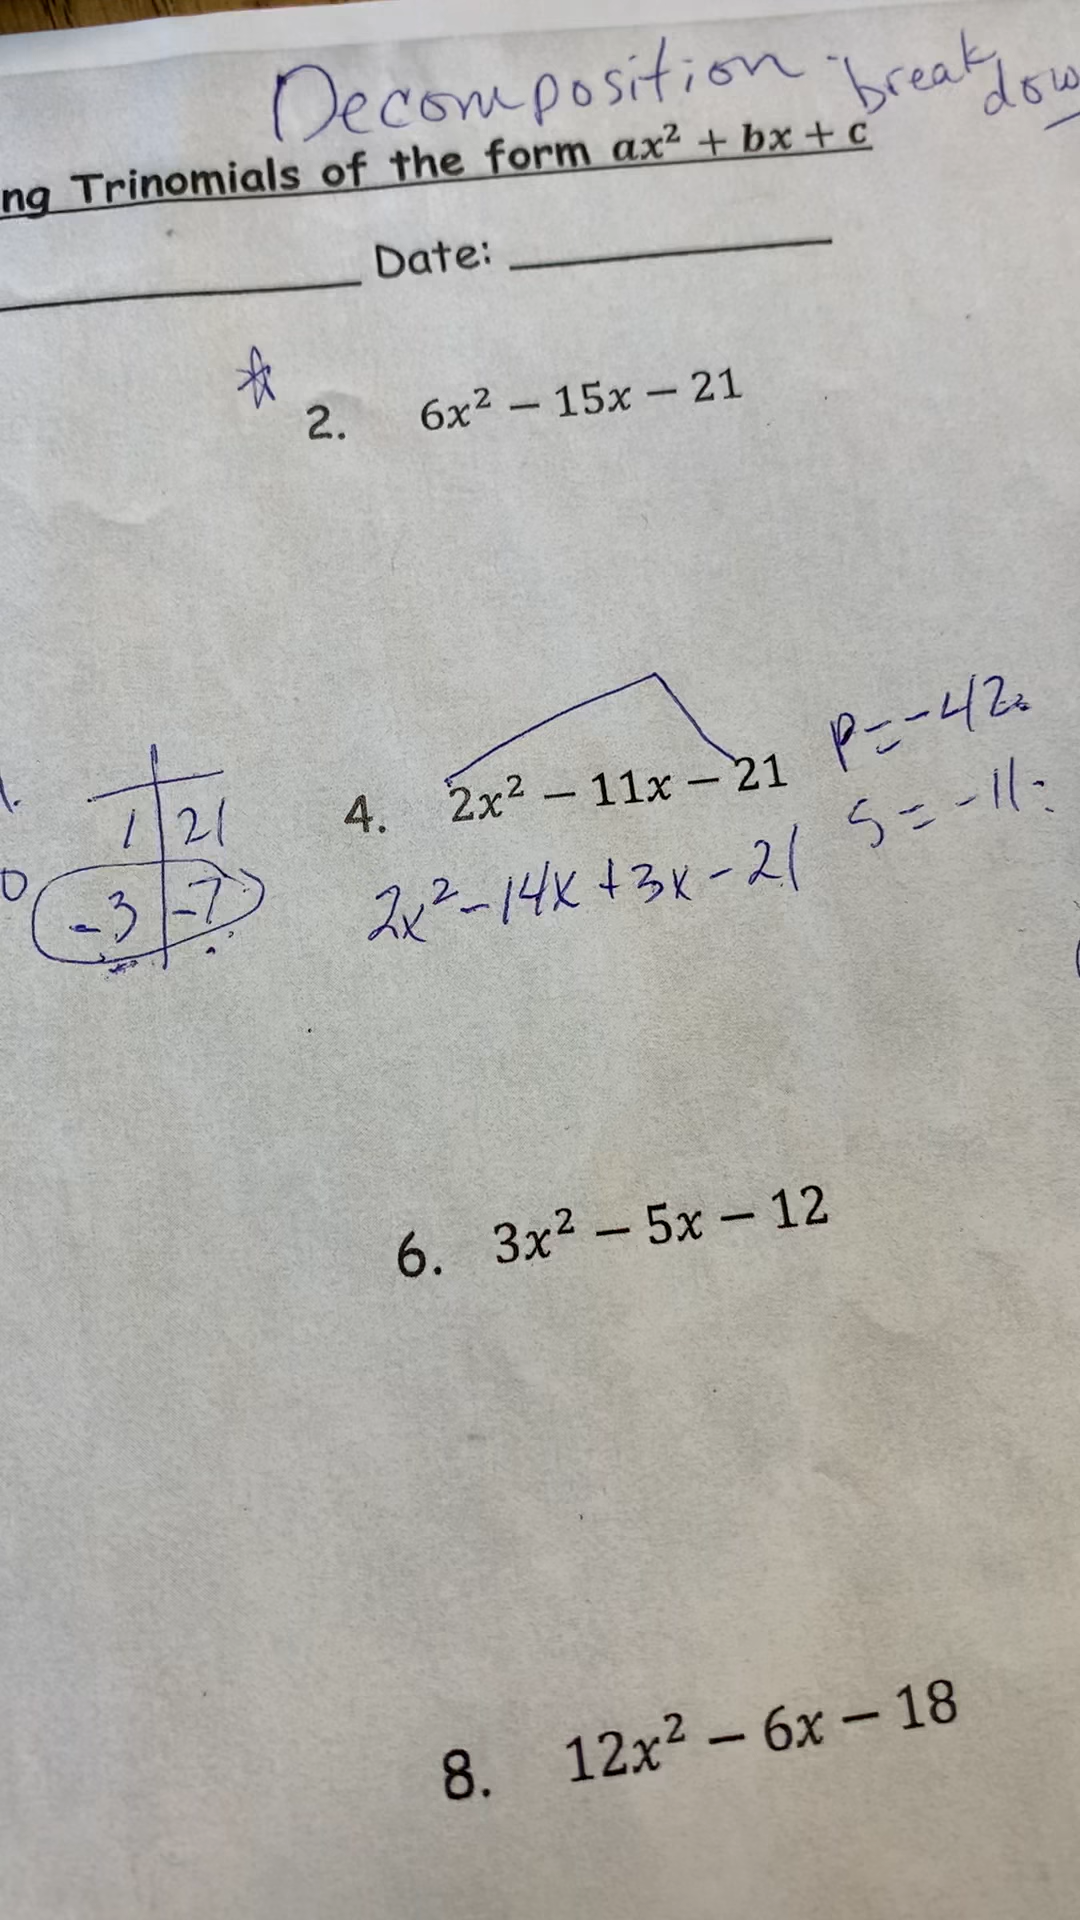 Decomposition - break down
ng Trinomials of the form ax² + bx + c
Date:
2. 6x² − 15x − 21
P = -42
4. 2x² − 11x − 21
S = -11
1 | 21
2x² - 14x + 3x - 21
-3 | -7
6. 3x² − 5x − 12
8. 12x² − 6x − 18